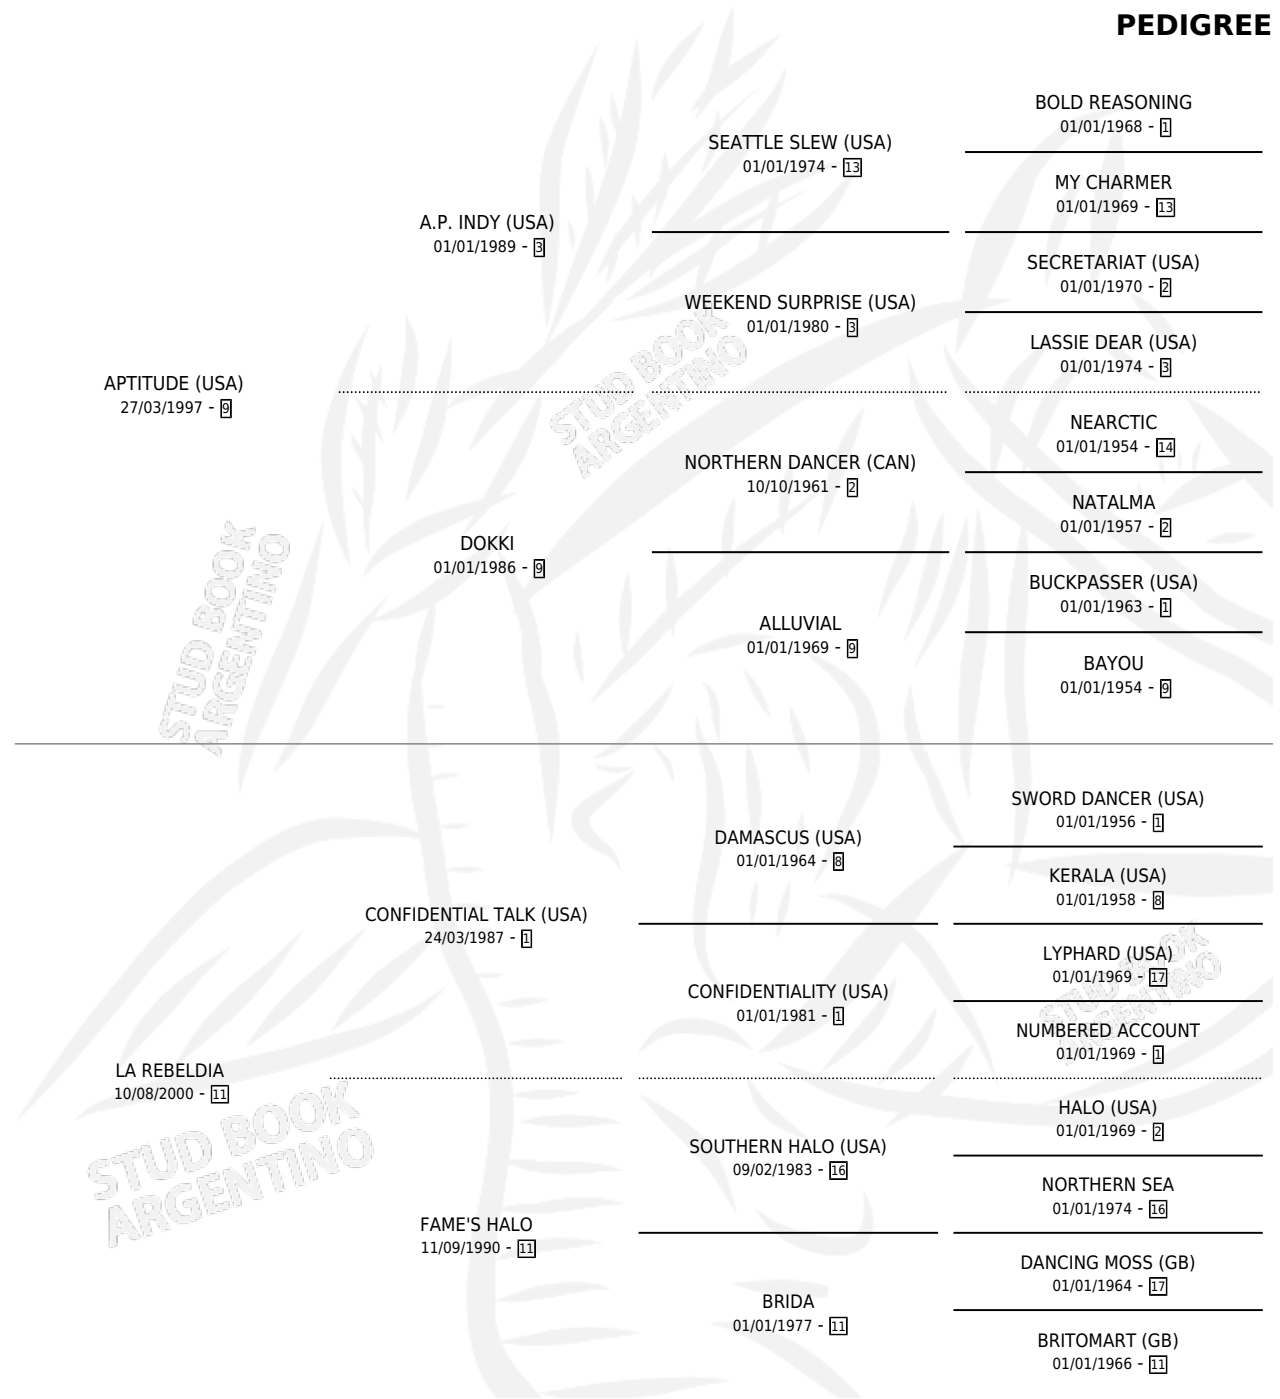 PEDIGREE
BOLD REASONING
01/01/1968 - 1
SEATTLE SLEW (USA)
01/01/1974 - 13
MY CHARMER
01/01/1969 - 13
A.P. INDY (USA)
01/01/1989 - 3
SECRETARIAT (USA)
01/01/1970 - 2
WEEKEND SURPRISE (USA)
01/01/1980 - 3
LASSIE DEAR (USA)
01/01/1974 - 3
APTITUDE (USA)
27/03/1997 - 9
NEARCTIC
01/01/1954 - 14
NORTHERN DANCER (CAN)
10/10/1961 - 2
NATALMA
01/01/1957 - 2
DOKKI
01/01/1986 - 9
BUCKPASSER (USA)
01/01/1963 - 1
ALLUVIAL
01/01/1969 - 9
BAYOU
01/01/1954 - 9
SWORD DANCER (USA)
01/01/1956 - 1
DAMASCUS (USA)
01/01/1964 - 8
KERALA (USA)
01/01/1958 - 8
CONFIDENTIAL TALK (USA)
24/03/1987 - 1
LYPHARD (USA)
01/01/1969 - 17
CONFIDENTIALITY (USA)
01/01/1981 - 1
NUMBERED ACCOUNT
01/01/1969 - 1
LA REBELDIA
10/08/2000 - 11
HALO (USA)
01/01/1969 - 2
SOUTHERN HALO (USA)
09/02/1983 - 16
NORTHERN SEA
01/01/1974 - 16
FAME'S HALO
11/09/1990 - 11
DANCING MOSS (GB)
01/01/1964 - 17
BRIDA
01/01/1977 - 11
BRITOMART (GB)
01/01/1966 - 11
STUD BOOK
ARGENTINO
STUD BOOK
ARGENTINO
STUD BOOK
ARGENTINO
STUD BOOK
ARGENTINO